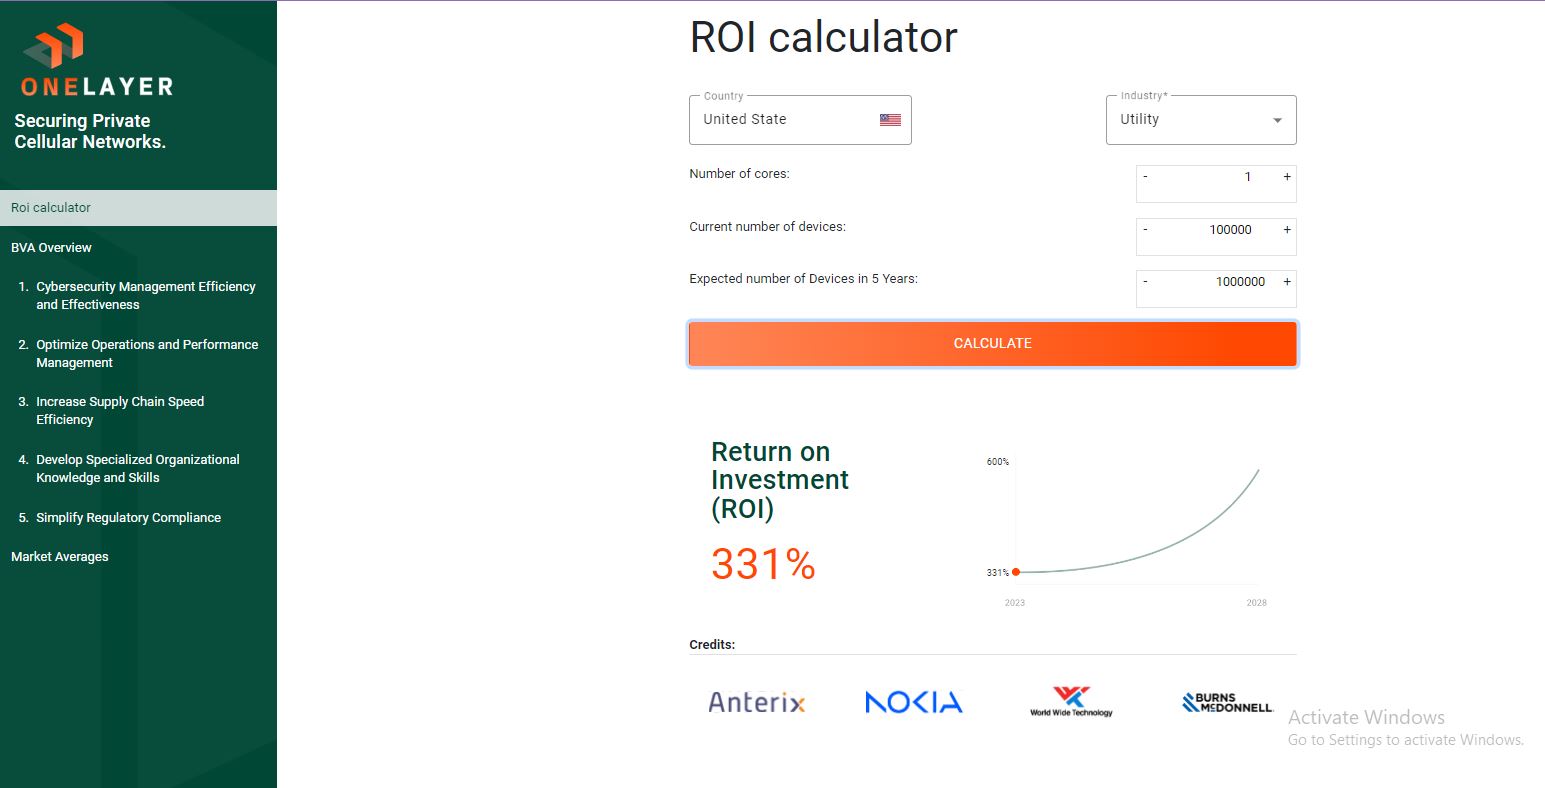 ONELAYER
Securing Private
Cellular Networks.
Roi calculator
BVA Overview
1. Cybersecurity Management Efficiency
and Effectiveness
2. Optimize Operations and Performance
Management
3. Increase Supply Chain Speed
Efficiency
4. Develop Specialized Organizational
Knowledge and Skills
5. Simplify Regulatory Compliance
Market Averages
ROI calculator
Country
United State
Industry*
Utility
Number of cores:
- 1 +
Current number of devices:
- 100000 +
Expected number of Devices in 5 Years:
- 1000000 +
CALCULATE
Return on
Investment
(ROI)
331%
600%
331%
2023 2028
Credits:
Anterix
NOKIA
World Wide Technology
BURNS
McDONNELL.
Activate Windows
Go to Settings to activate Windows.